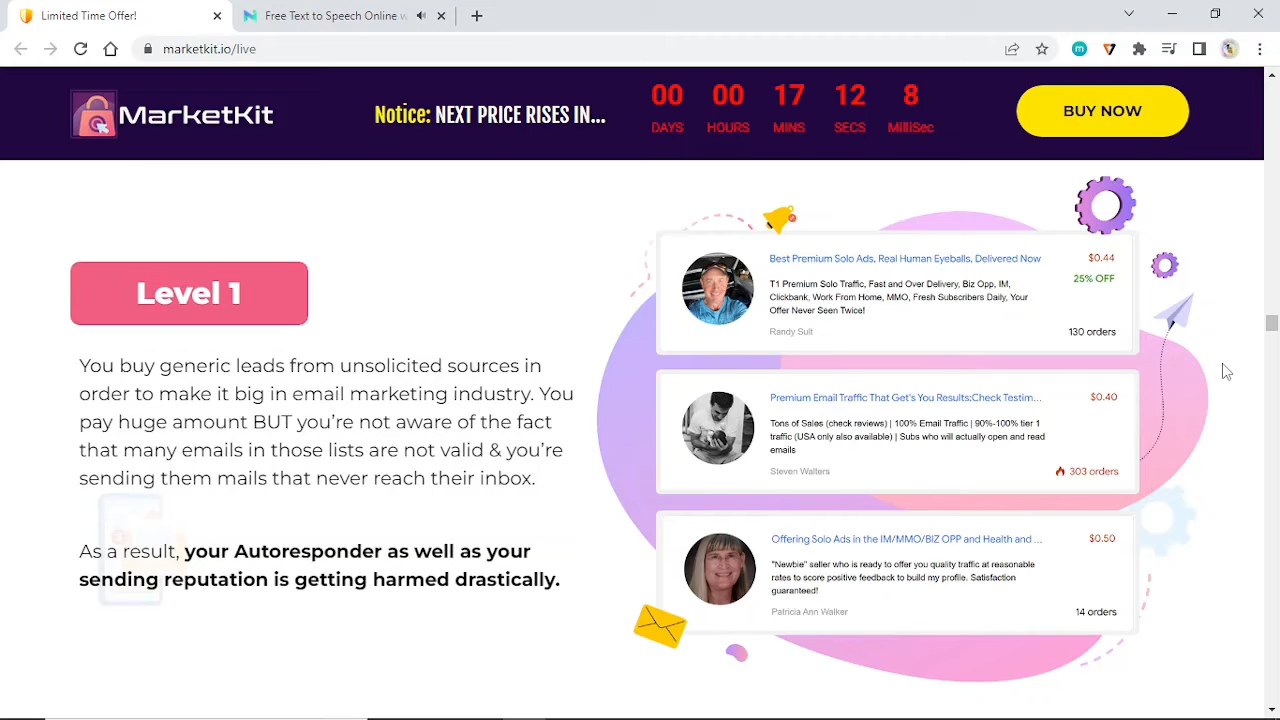 Limited Time Offer!
Free Text to Speech Online v
marketkit.io/live
MarketKit
Notice: NEXT PRICE RISES IN...
00 00 17 12 8
DAYS HOURS MINS SECS MilliSec
BUY NOW
Level 1
You buy generic leads from unsolicited sources in
order to make it big in email marketing industry. You
pay huge amount BUT you're not aware of the fact
that many emails in those lists are not valid & you're
sending them mails that never reach their inbox.
As a result, your Autoresponder as well as your
sending reputation is getting harmed drastically.
Best Premium Solo Ads, Real Human Eyeballs, Delivered Now
$0.44
25% OFF
T1 Premium Solo Traffic, Fast and Over Delivery, Biz Opp, IM,
Clickbank, Work From Home, MMO, Fresh Subscribers Daily, Your
Offer Never Seen Twice!
Randy Suit
130 orders
Premium Email Traffic That Get's You Results:Check Testim...
$0.40
Tons of Sales (check reviews) | 100% Email Traffic | 90%-100% tier 1
traffic (USA only also available) | Subs who will actually open and read
emails
Steven Walters
303 orders
Offering Solo Ads in the IM/MMO/BIZ OPP and Health and ...
$0.50
"Newbie" seller who is ready to offer you quality traffic at reasonable
rates to score positive feedback to build my profile. Satisfaction
guaranteed!
Patricia Ann Walker
14 orders